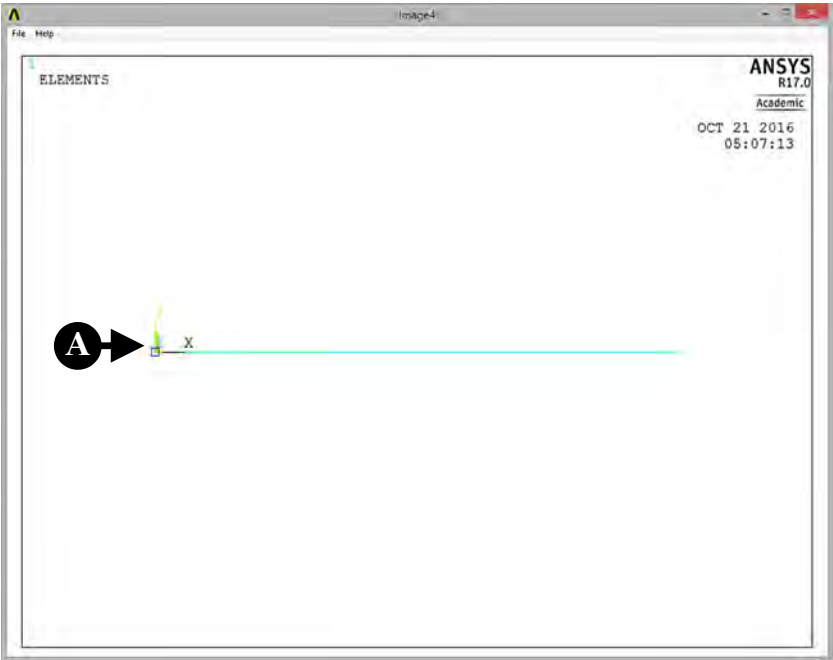 Image4
File Help
1
ELEMENTS
ANSYS
R17.0
Academic
OCT 21 2016
05:07:13
A
X